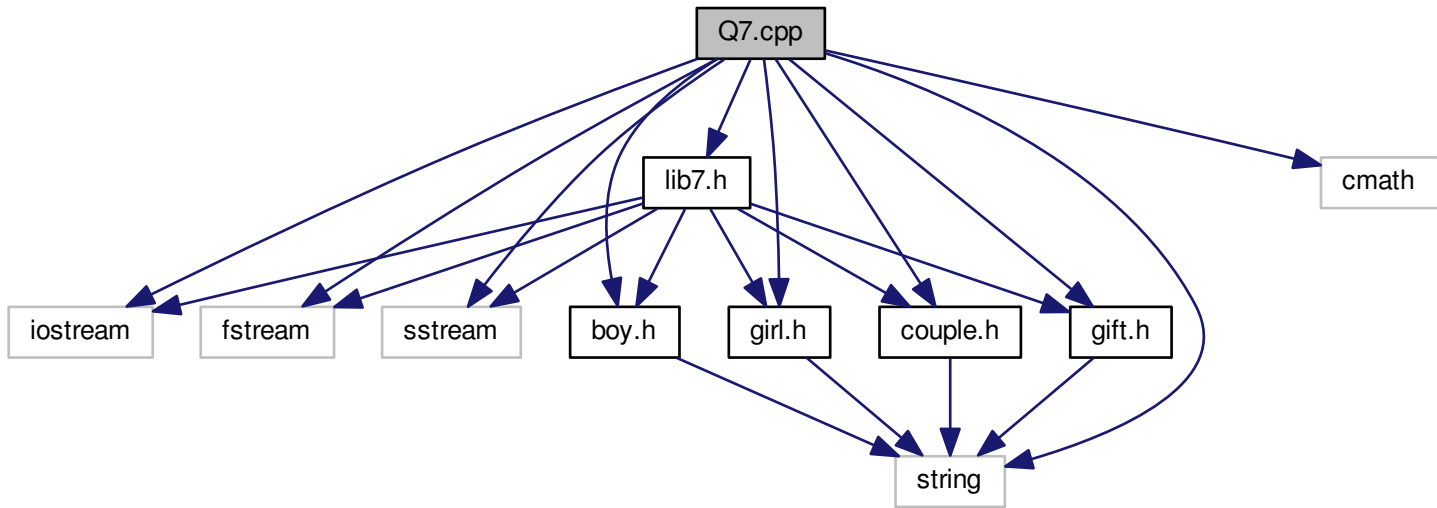 Q7.cpp
lib7.h
cmath
iostream
fstream
sstream
boy.h
girl.h
couple.h
gift.h
string